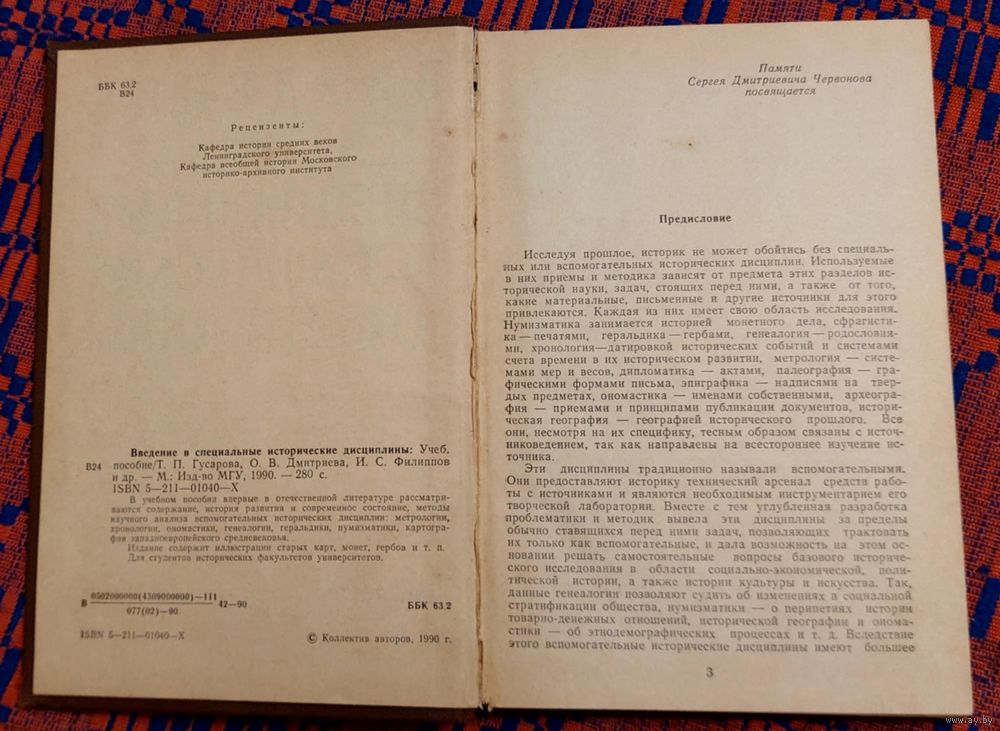 ББК 63.2
В24
Рецензенты:
Кафедра истории средних веков
Ленинградского университета,
Кафедра всеобщей истории Московского
историко-архивного института
Введение в специальные исторические дисциплины: Учеб.
В24 пособие/Т. П. Гусарова, О. В. Дмитриева, И. С. Филиппов
и др. — М.: Изд-во МГУ, 1990. — 280 с.
ISBN 5—211—01040—X
В учебном пособии впервые в отечественной литературе рассматри-
ваются содержание, история развития и современное состояние, методы
научного анализа вспомогательных исторических дисциплин: метрологии,
хронологии, ономастики, генеалогии, геральдики, нумизматики, картогра-
фии западноевропейского средневековья.
Издание содержит иллюстрации старых карт, монет, гербов и т. п.
Для студентов исторических факультетов университетов.
В 0502000000(4309000000)—111
077(02)—90 42—90
ББК 63.2
ISBN 5—211—01040—X
© Коллектив авторов, 1990 г.
Памяти
Сергея Дмитриевича Червонова
посвящается
Предисловие
Исследуя прошлое, историк не может обойтись без специаль-
ных или вспомогательных исторических дисциплин. Используемые
в них приемы и методика зависят от предмета этих разделов ис-
торической науки, задач, стоящих перед ними, а также от того,
какие материальные, письменные и другие источники для этого
привлекаются. Каждая из них имеет свою область исследования.
Нумизматика занимается историей монетного дела, сфрагисти-
ка — печатями, геральдика — гербами, генеалогия — родословия-
ми, хронология—датировкой исторических событий и системами
счета времени в их историческом развитии, метрология — систе-
мами мер и весов, дипломатика — актами, палеография — гра-
фическими формами письма, эпиграфика — надписями на твер-
дых предметах, ономастика — именами собственными, археогра-
фия — приемами и принципами публикации документов, историче-
ская география — географией исторического прошлого. Все
они, несмотря на их специфику, тесным образом связаны с источ-
никоведением, так как направлены на всестороннее изучение ис-
точника.
Эти дисциплины традиционно называли вспомогательными.
Они предоставляют историку технический арсенал средств рабо-
ты с источниками и являются необходимым инструментарием его
творческой лаборатории. Вместе с тем углубленная разработка
проблематики и методик вывела эти дисциплины за пределы
обычно ставящихся перед ними задач, позволяющих трактовать
их только как вспомогательные, и дала возможность на этом ос-
новании решать самостоятельные вопросы базового историче-
ского исследования в области социально-экономической, поли-
тической истории, а также истории культуры и искусства. Так,
данные генеалогии позволяют судить об изменениях в социальной
стратификации общества, нумизматики — о перипетиях истории
товарно-денежных отношений, исторической географии и онома-
стики — об этнодемографических процессах и т. д. Вследствие
этого вспомогательные исторические дисциплины имеют большее
3
www.ay.by